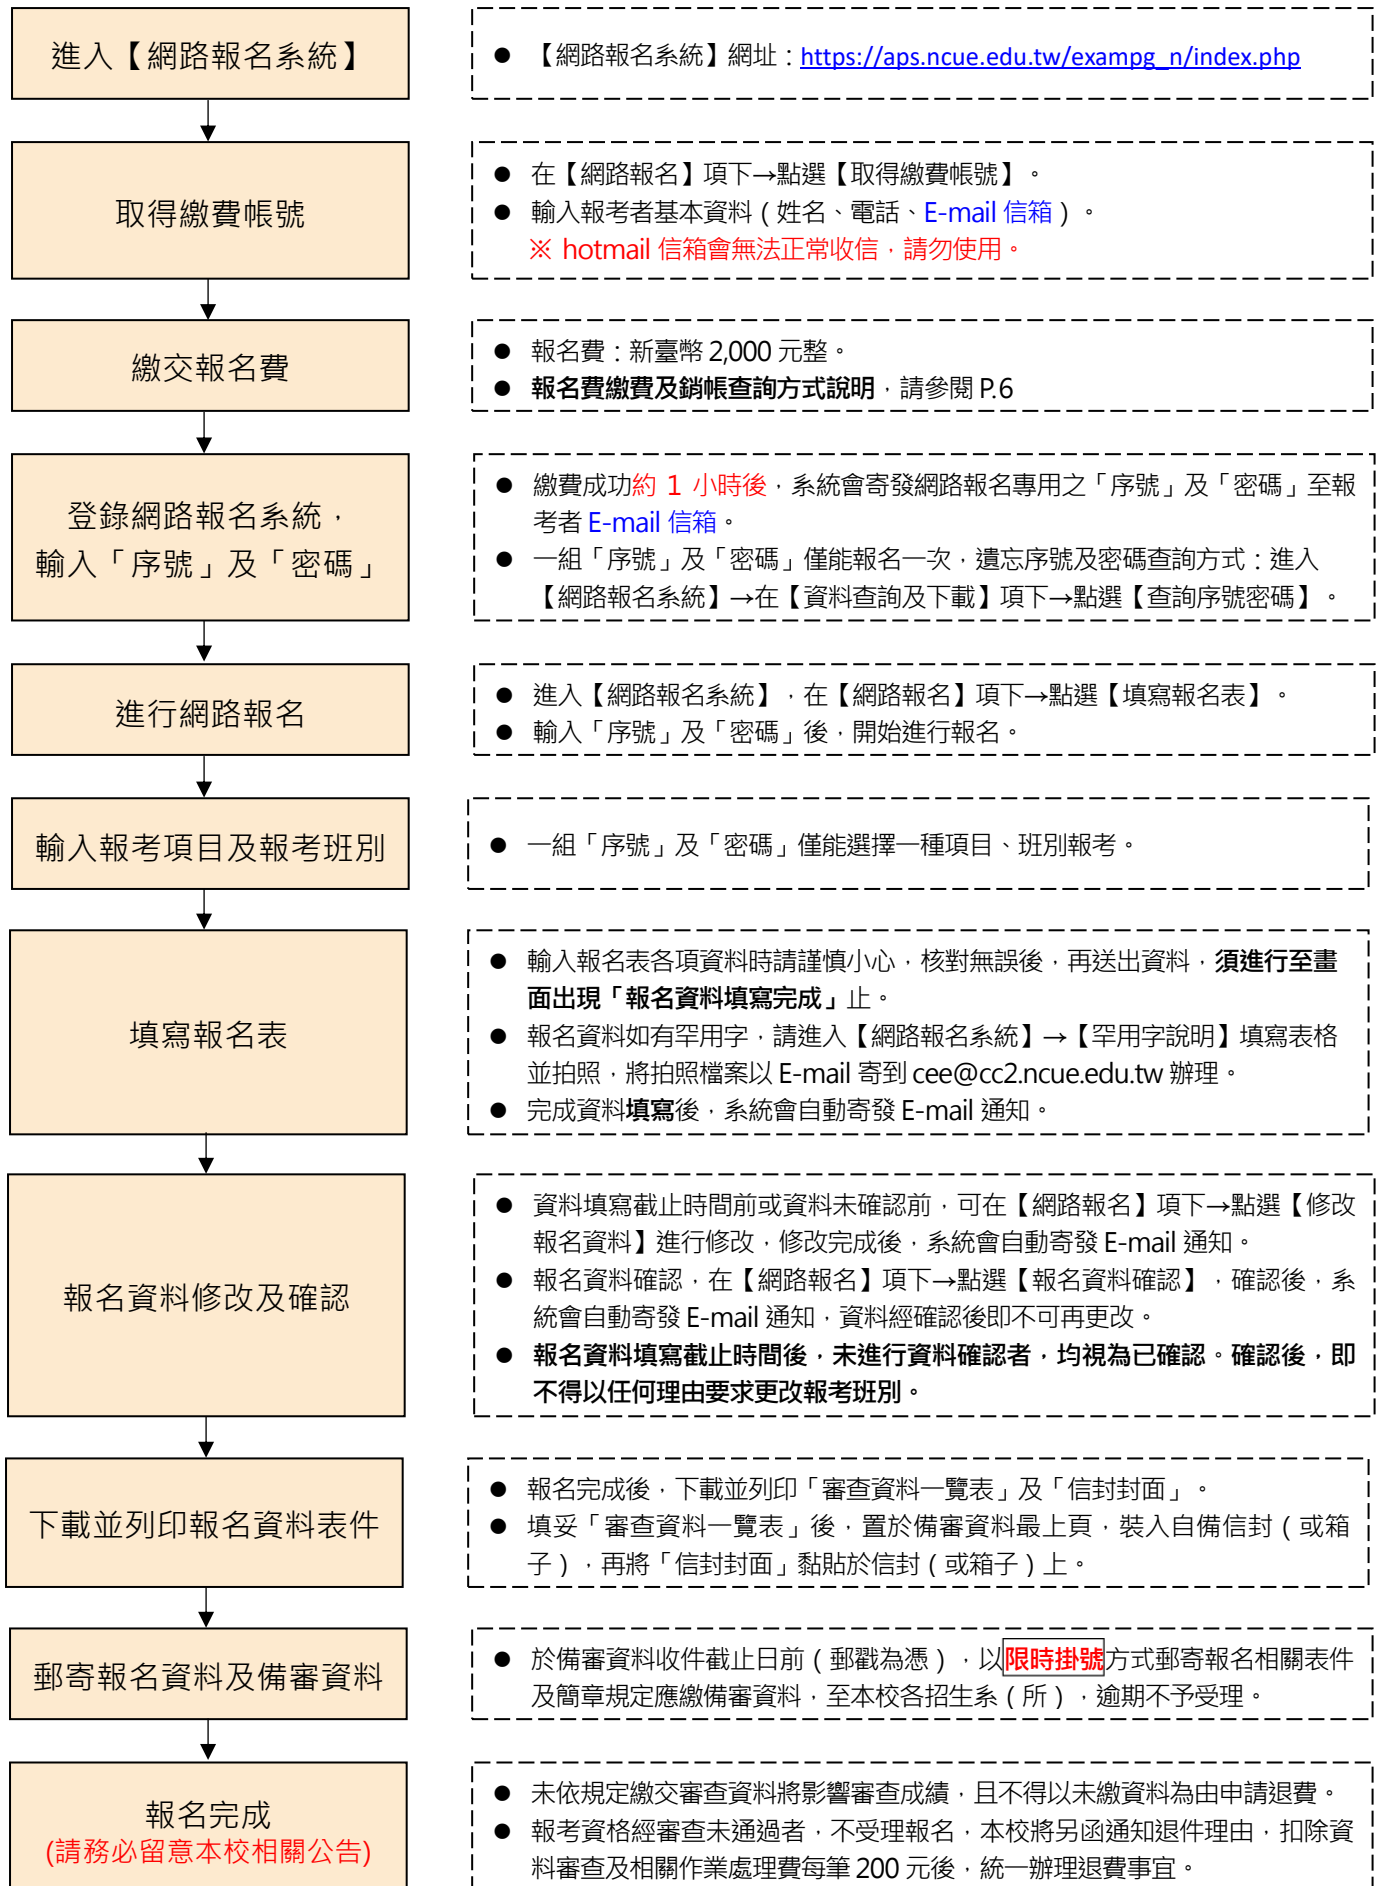 進入【網路報名系統】
● 【網路報名系統】網址：https://aps.ncue.edu.tw/exampg_n/index.php
取得繳費帳號
● 在【網路報名】項下→點選【取得繳費帳號】。
● 輸入報考者基本資料（姓名、電話、E-mail 信箱）。
※ hotmail 信箱會無法正常收信，請勿使用。
繳交報名費
● 報名費：新臺幣 2,000 元整。
● 報名費繳費及銷帳查詢方式說明，請參閱 P.6
登錄網路報名系統，
輸入「序號」及「密碼」
● 繳費成功約 1 小時後，系統會寄發網路報名專用之「序號」及「密碼」至報
考者 E-mail 信箱。
● 一組「序號」及「密碼」僅能報名一次，遺忘序號及密碼查詢方式：進入
【網路報名系統】→在【資料查詢及下載】項下→點選【查詢序號密碼】。
進行網路報名
● 進入【網路報名系統】，在【網路報名】項下→點選【填寫報名表】。
● 輸入「序號」及「密碼」後，開始進行報名。
輸入報考項目及報考班別
● 一組「序號」及「密碼」僅能選擇一種項目、班別報考。
填寫報名表
● 輸入報名表各項資料時請謹慎小心，核對無誤後，再送出資料，須進行至畫
面出現「報名資料填寫完成」止。
● 報名資料如有罕用字，請進入【網路報名系統】→【罕用字說明】填寫表格
並拍照，將拍照檔案以 E-mail 寄到 cee@cc2.ncue.edu.tw 辦理。
● 完成資料填寫後，系統會自動寄發 E-mail 通知。
報名資料修改及確認
● 資料填寫截止時間前或資料未確認前，可在【網路報名】項下→點選【修改
報名資料】進行修改，修改完成後，系統會自動寄發 E-mail 通知。
● 報名資料確認，在【網路報名】項下→點選【報名資料確認】，確認後，系
統會自動寄發 E-mail 通知，資料經確認後即不可再更改。
● 報名資料填寫截止時間後，未進行資料確認者，均視為已確認。確認後，即
不得以任何理由要求更改報考班別。
下載並列印報名資料表件
● 報名完成後，下載並列印「審查資料一覽表」及「信封封面」。
● 填妥「審查資料一覽表」後，置於備審資料最上頁，裝入自備信封（或箱
子），再將「信封封面」黏貼於信封（或箱子）上。
郵寄報名資料及備審資料
● 於備審資料收件截止日前（郵戳為憑），以限時掛號方式郵寄報名相關表件
及簡章規定應繳備審資料，至本校各招生系（所），逾期不予受理。
報名完成
(請務必留意本校相關公告)
● 未依規定繳交審查資料將影響審查成績，且不得以未繳資料為由申請退費。
● 報考資格經審查未通過者，不受理報名，本校將另函通知退件理由，扣除資
料審查及相關作業處理費每筆 200 元後，統一辦理退費事宜。